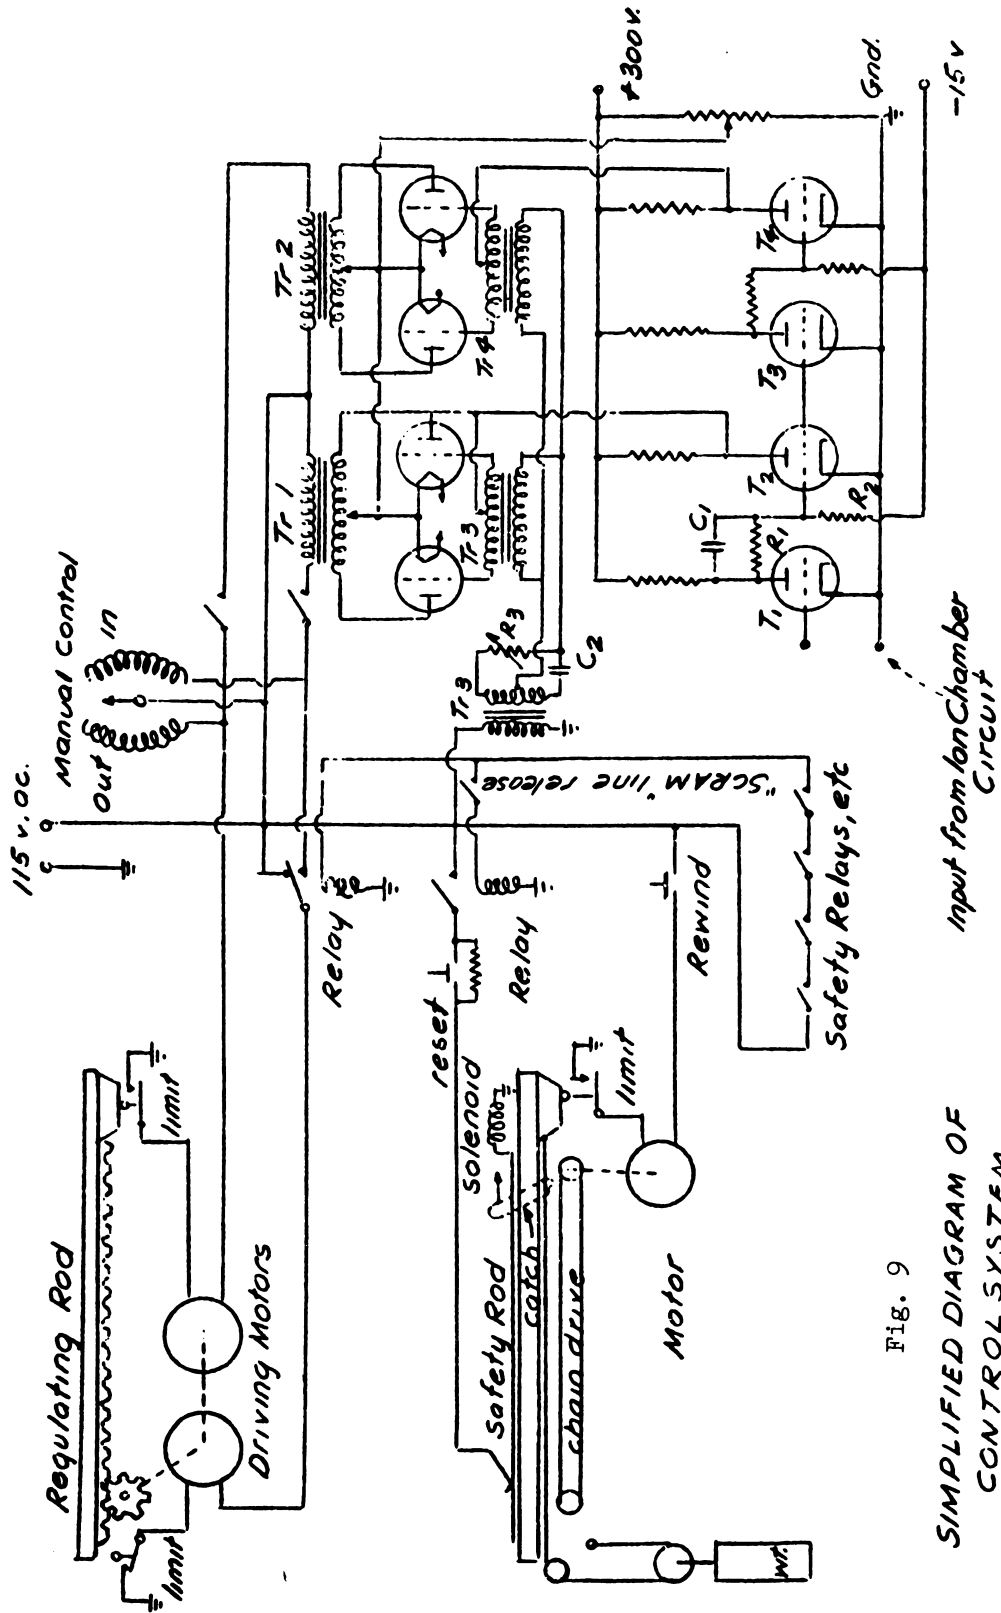 115 v. ac.
Manual Control
Out
In
Regulating Rod
limit
limit
Driving Motors
Relay
Tr 1
Tr 2
Tr 3
Tr 4
Tr 3
R3
C2
"SCRAM" line release
reset
Relay
Solenoid
Safety Rod
catch
chain drive
limit
Motor
Rewind
Wt.
Safety Relays, etc
+300v.
Gnd.
-15v
C1
R1
R2
T1
T2
T3
T4
Input from Ion Chamber
Circuit
Fig. 9
SIMPLIFIED DIAGRAM OF
CONTROL SYSTEM